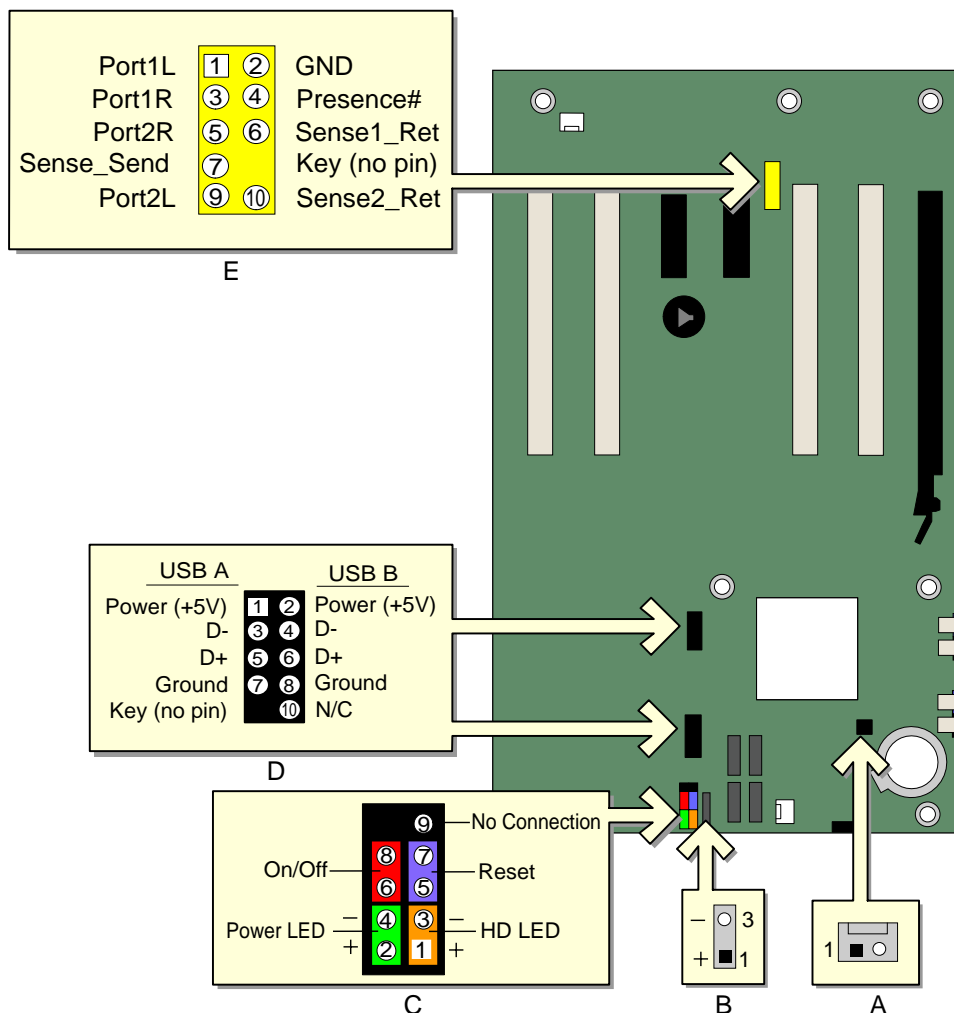 Port1L 1 2 GND
Port1R 3 4 Presence#
Port2R 5 6 Sense1_Ret
Sense_Send 7 Key (no pin)
Port2L 9 10 Sense2_Ret
E
USB A USB B
Power (+5V) 1 2 Power (+5V)
D- 3 4 D-
D+ 5 6 D+
Ground 7 8 Ground
Key (no pin) 10 N/C
D
9 No Connection
On/Off 8 7 Reset
6 5
Power LED − 4 3 − HD LED
+ 2 1 +
C
− 3
+ 1
B
1
A